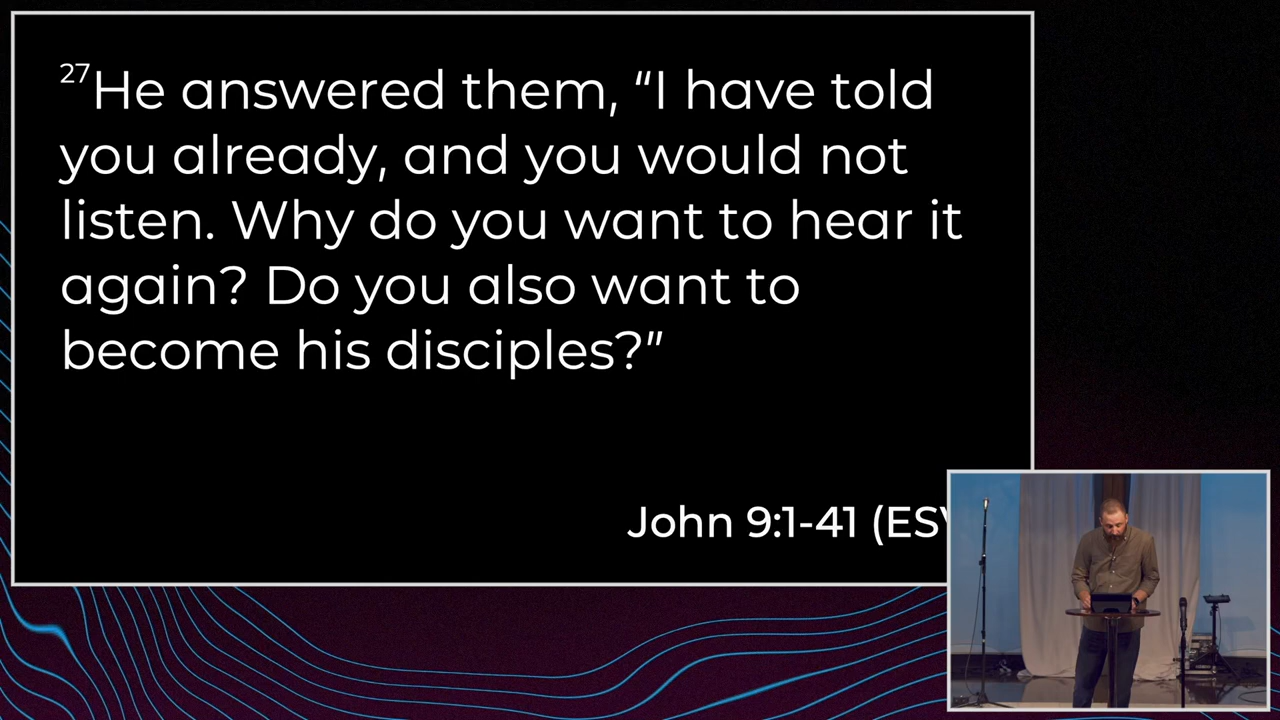 27He answered them, “I have told
you already, and you would not
listen. Why do you want to hear it
again? Do you also want to
become his disciples?”
John 9:1-41 (ES